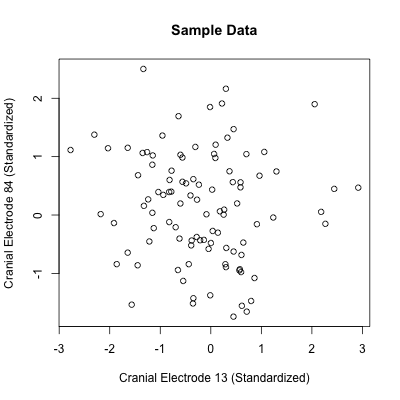 Sample Data
Cranial Electrode 84 (Standardized)
2
1
0
-1
-3 -2 -1 0 1 2 3
Cranial Electrode 13 (Standardized)